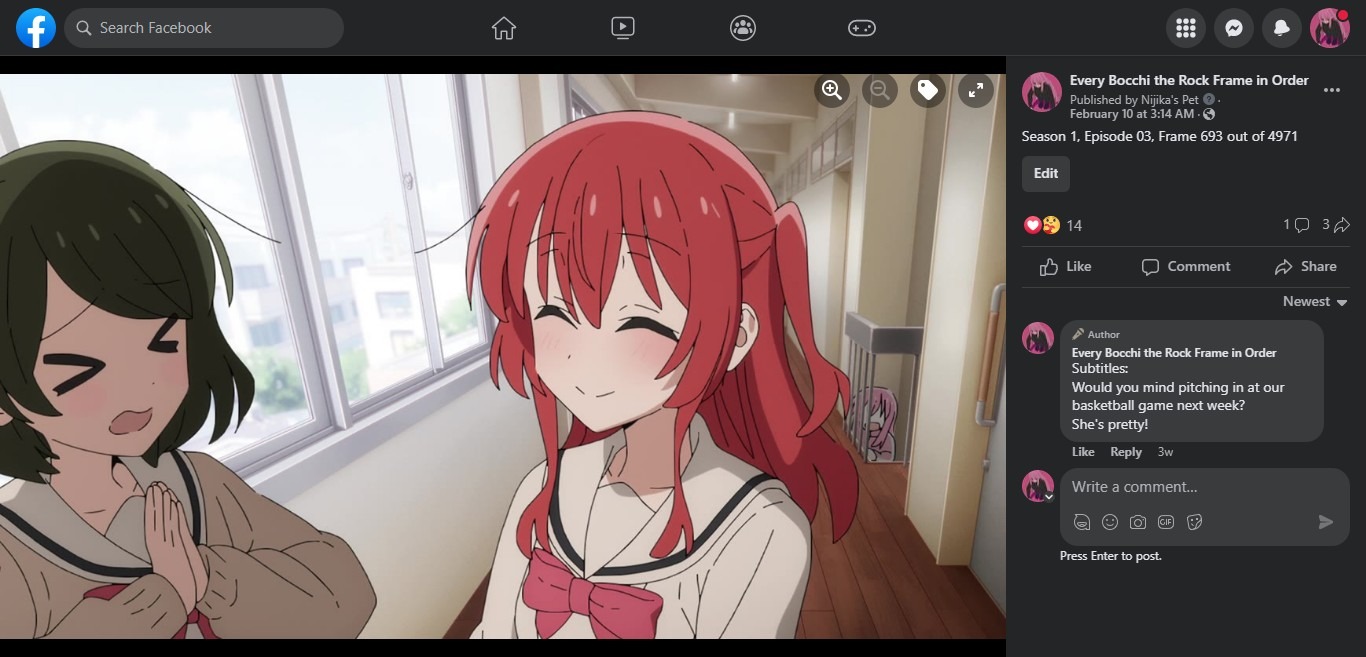 Search Facebook
Every Bocchi the Rock Frame in Order
Published by Nijika's Pet ·
February 10 at 3:14 AM ·
Season 1, Episode 03, Frame 693 out of 4971
Edit
14
1
3
Like
Comment
Share
Newest
Author
Every Bocchi the Rock Frame in Order
Subtitles:
Would you mind pitching in at our
basketball game next week?
She's pretty!
Like Reply 3w
Write a comment...
GIF
Press Enter to post.